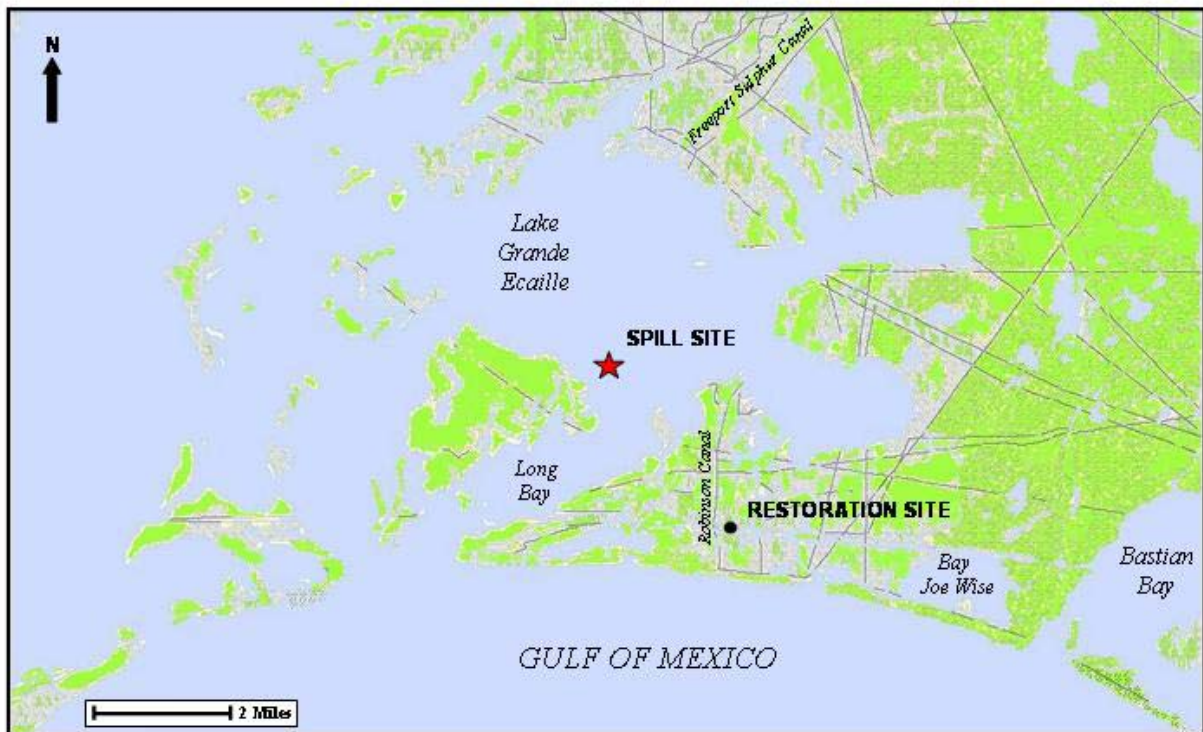 N
Freeport Sulphur Canal
Lake
Grande
Ecaille
SPILL SITE
Long
Bay
Robinson Canal
RESTORATION SITE
Bay
Joe Wise
Bastian
Bay
GULF OF MEXICO
2 Miles